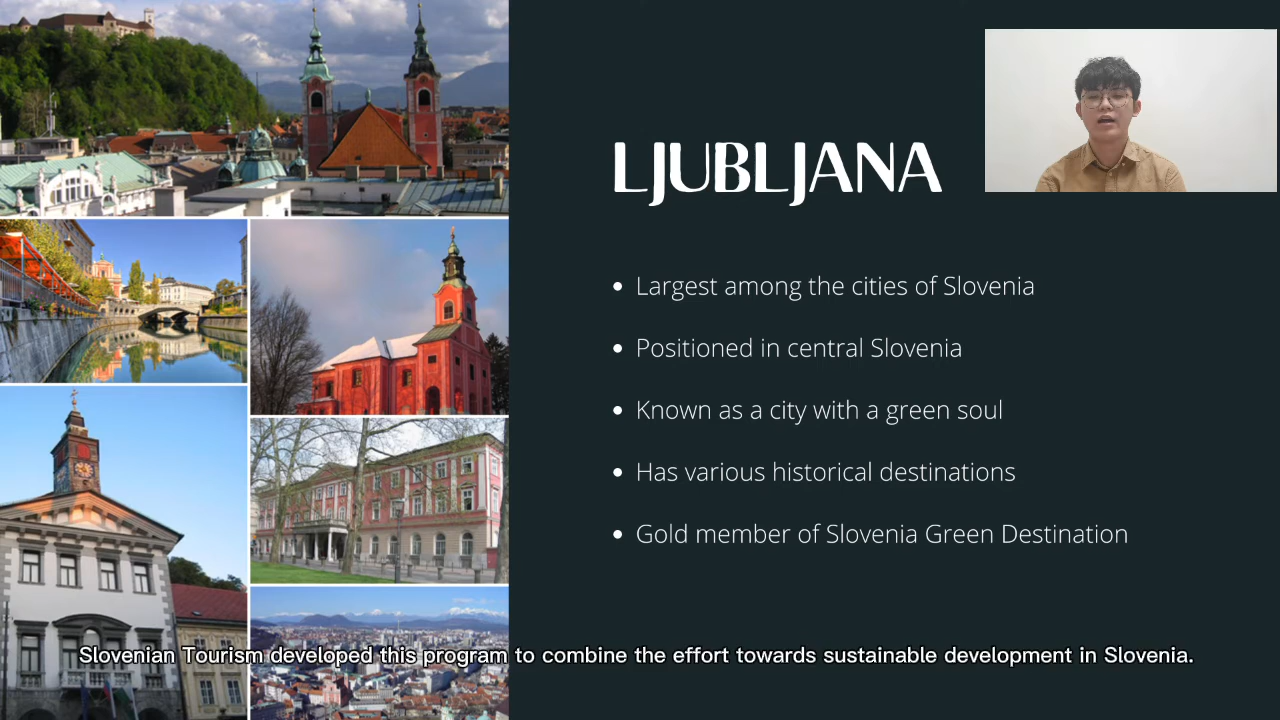 LJUBLJANA
Largest among the cities of Slovenia
Positioned in central Slovenia
Known as a city with a green soul
Has various historical destinations
Gold member of Slovenia Green Destination
Slovenian Tourism developed this program to combine the effort towards sustainable development in Slovenia.